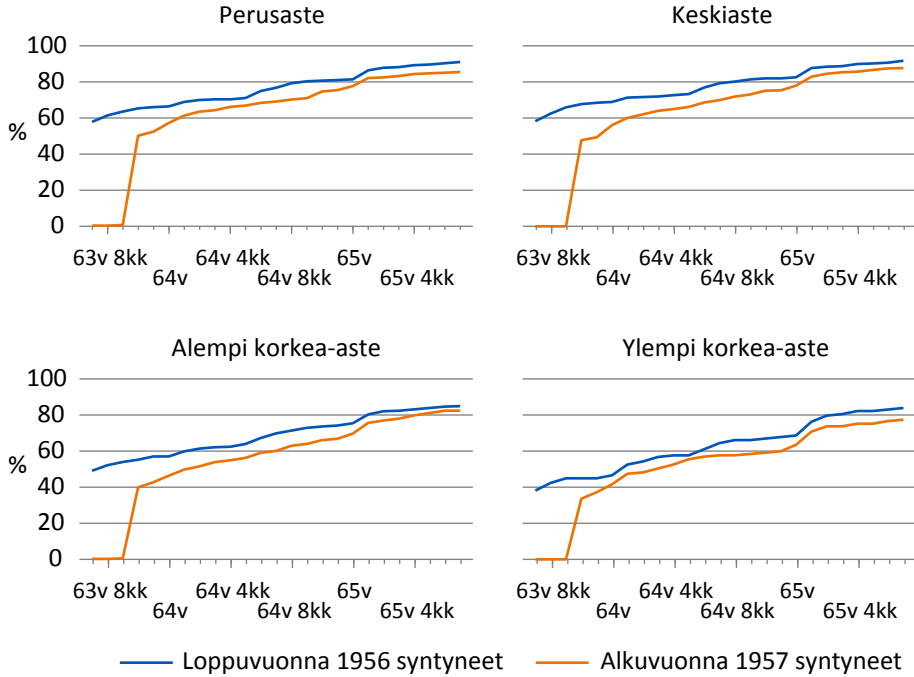 Perusaste
Keskiaste
100
80
60
%
40
20
0
63v 8kk
64v 4kk
65v
64v
64v 8kk
65v 4kk
63v 8kk
64v 4kk
65v
64v
64v 8kk
65v 4kk
Alempi korkea-aste
Ylempi korkea-aste
100
80
60
%
40
20
0
63v 8kk
64v 4kk
65v
64v
64v 8kk
65v 4kk
63v 8kk
64v 4kk
65v
64v
64v 8kk
65v 4kk
Loppuvuonna 1956 syntyneet
Alkuvuonna 1957 syntyneet